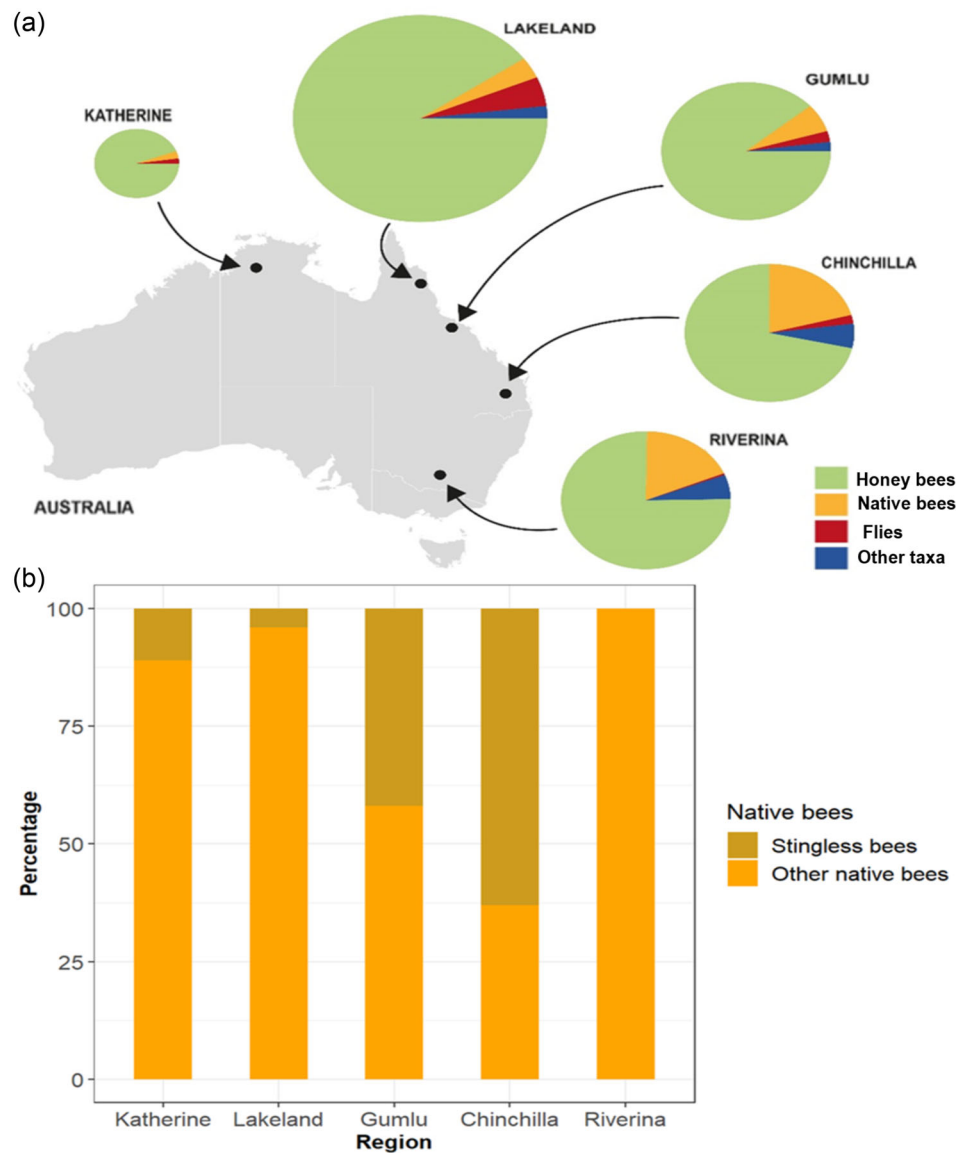 (a)
LAKELAND
GUMLU
KATHERINE
CHINCHILLA
RIVERINA
AUSTRALIA
Honey bees
Native bees
Flies
Other taxa
(b)
100
75
50
25
0
Percentage
Katherine Lakeland Gumlu Chinchilla Riverina
Region
Native bees
Stingless bees
Other native bees